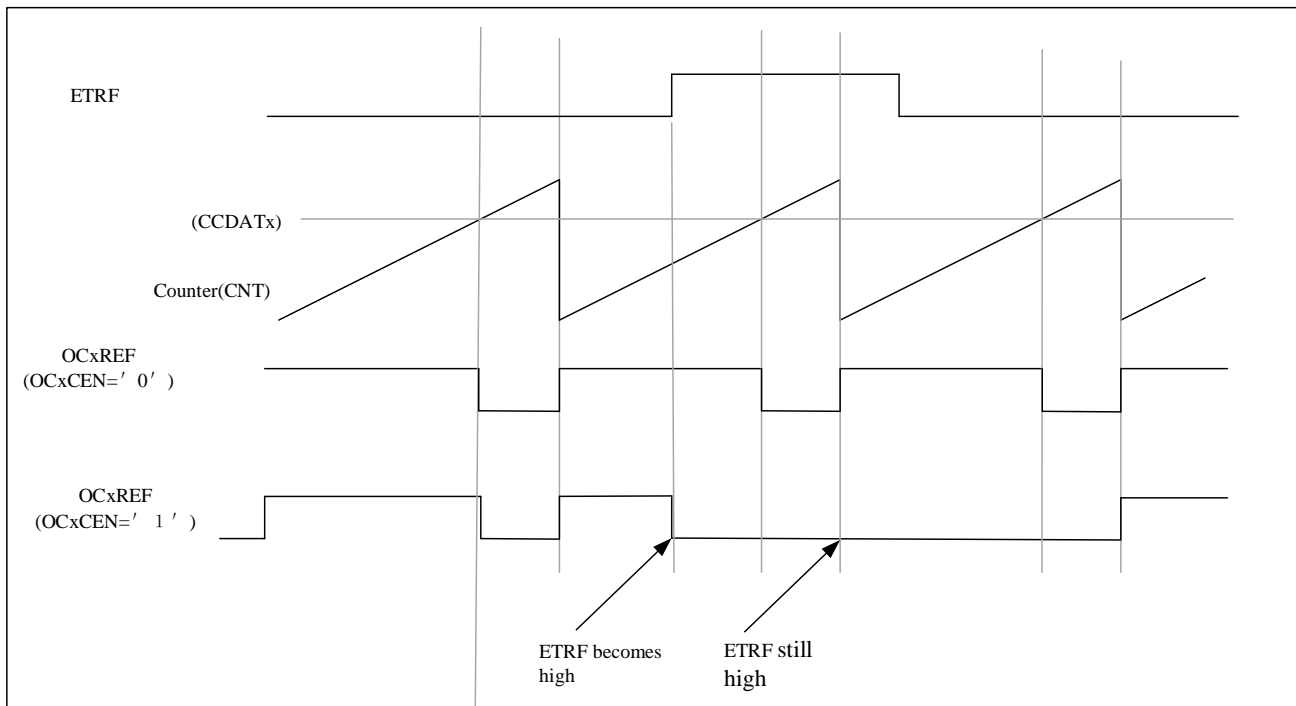 ETRF
(CCDATx)
Counter(CNT)
OCxREF
(OCxCEN=′ 0′ )
OCxREF
(OCxCEN=′ 1 ′ )
ETRF becomes
high
ETRF still
high